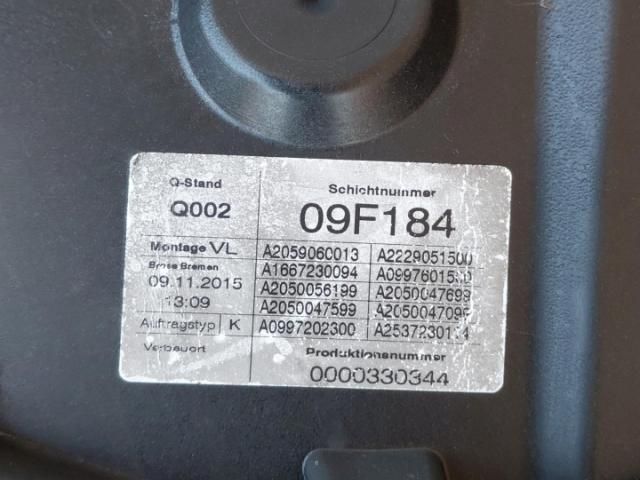 Q-Stand
Q002
Schichtnummer
09F184
Montage VL
Brose Bremen
09.11.2015
13:09
A2059060013 A2229051500
A1667230094
A2050056199 A2050047699
A2050047599
A0997202300
Auftragstyp K
Verbauort
Produktionsnummer
0000330344